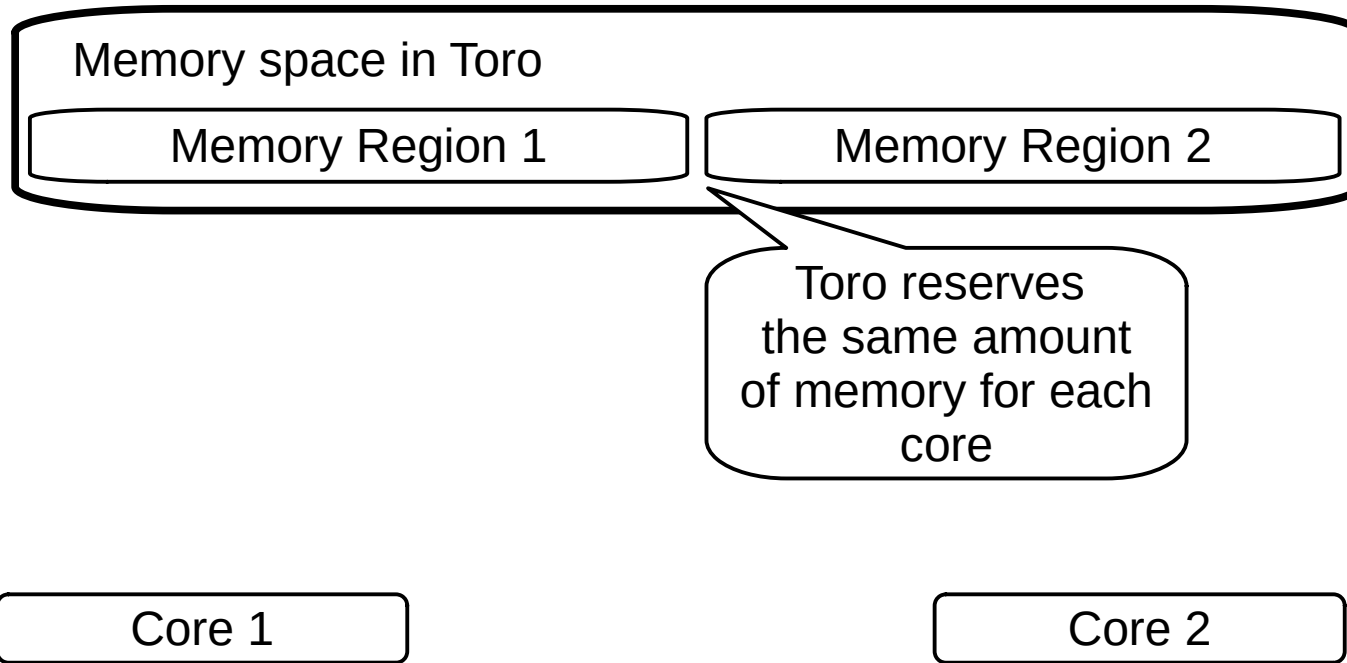 Memory space in Toro
Memory Region 1
Memory Region 2
Toro reserves
the same amount
of memory for each
core
Core 1
Core 2